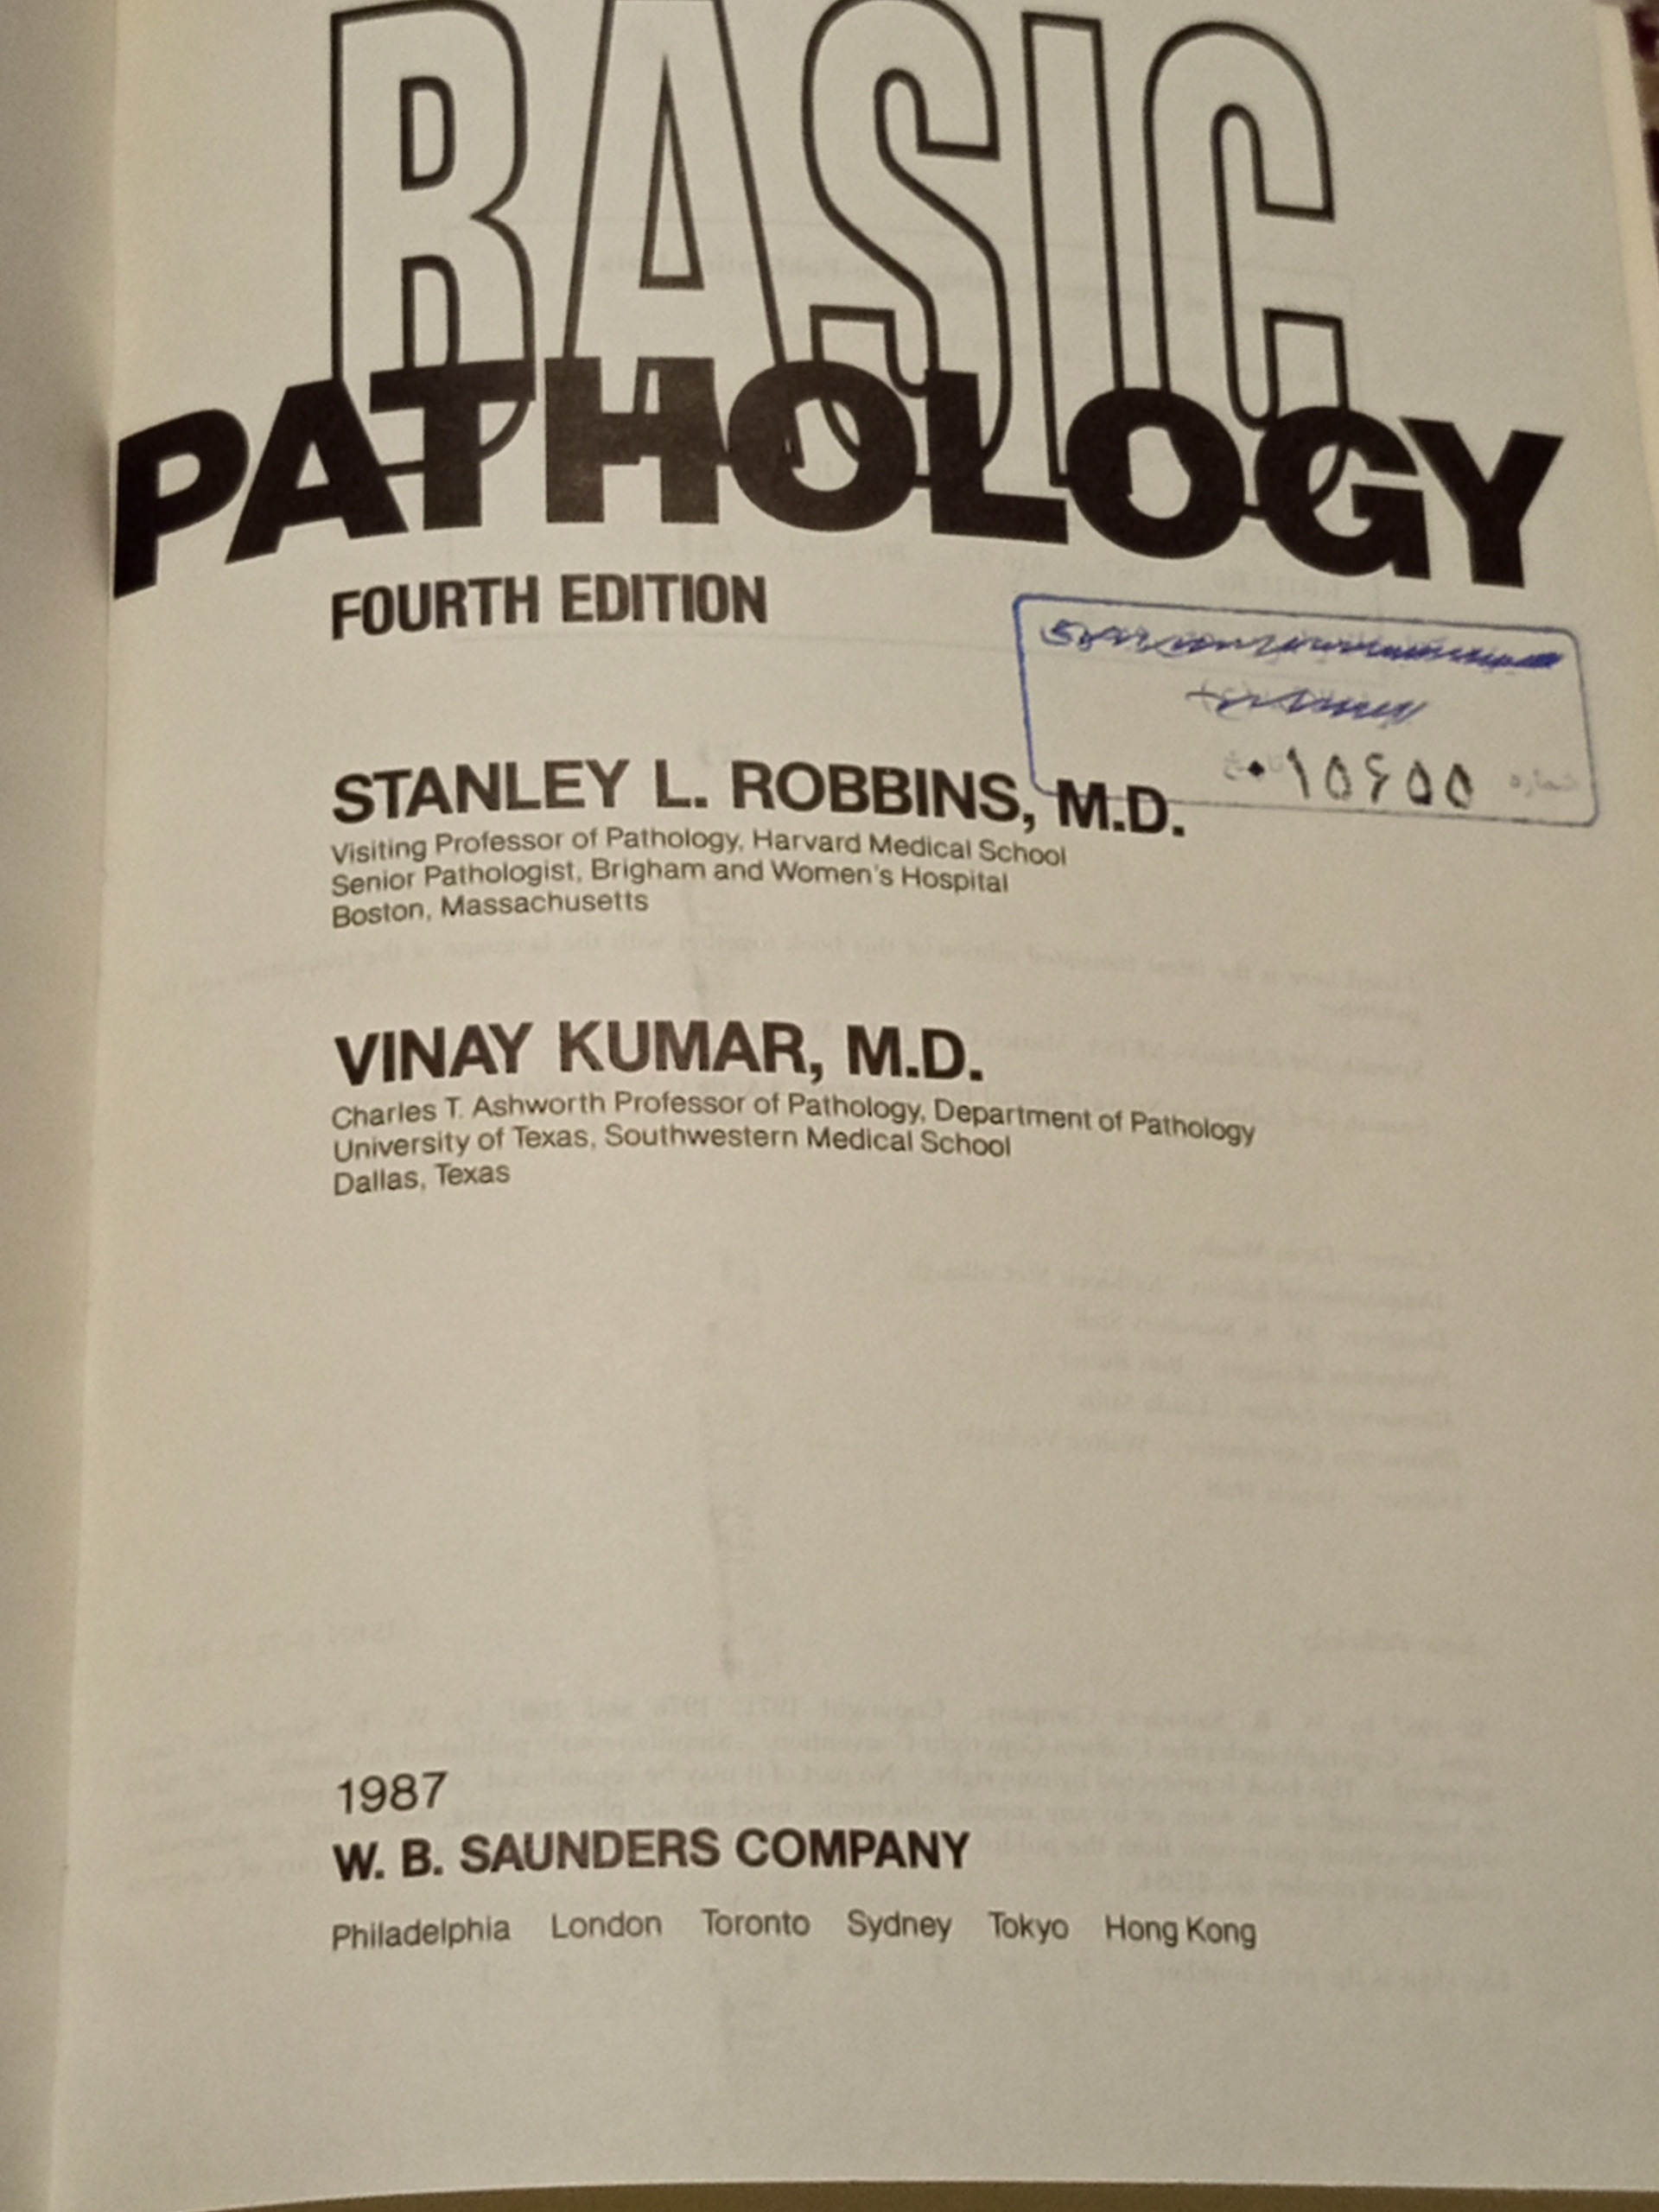 BASIC
PATHOLOGY
FOURTH EDITION
شماره ۰۱۵۶۵۵
STANLEY L. ROBBINS, M.D.
Visiting Professor of Pathology, Harvard Medical School
Senior Pathologist, Brigham and Women's Hospital
Boston, Massachusetts
VINAY KUMAR, M.D.
Charles T. Ashworth Professor of Pathology, Department of Pathology
University of Texas, Southwestern Medical School
Dallas, Texas
1987
W. B. SAUNDERS COMPANY
Philadelphia London Toronto Sydney Tokyo Hong Kong